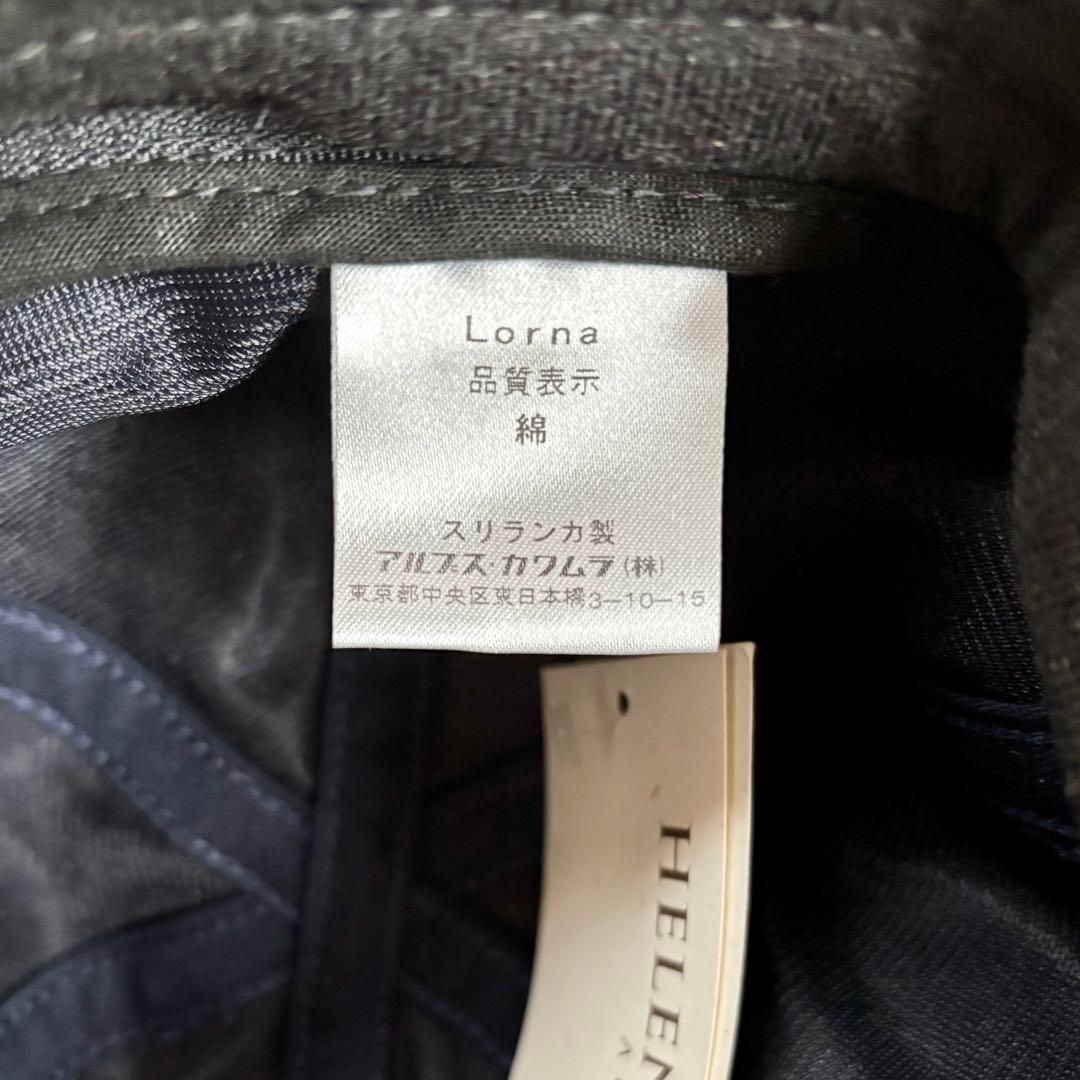 Lorna
品質表示
綿
スリランカ製
アルプス・カワムラ(株)
東京都中央区東日本橋3-10-15